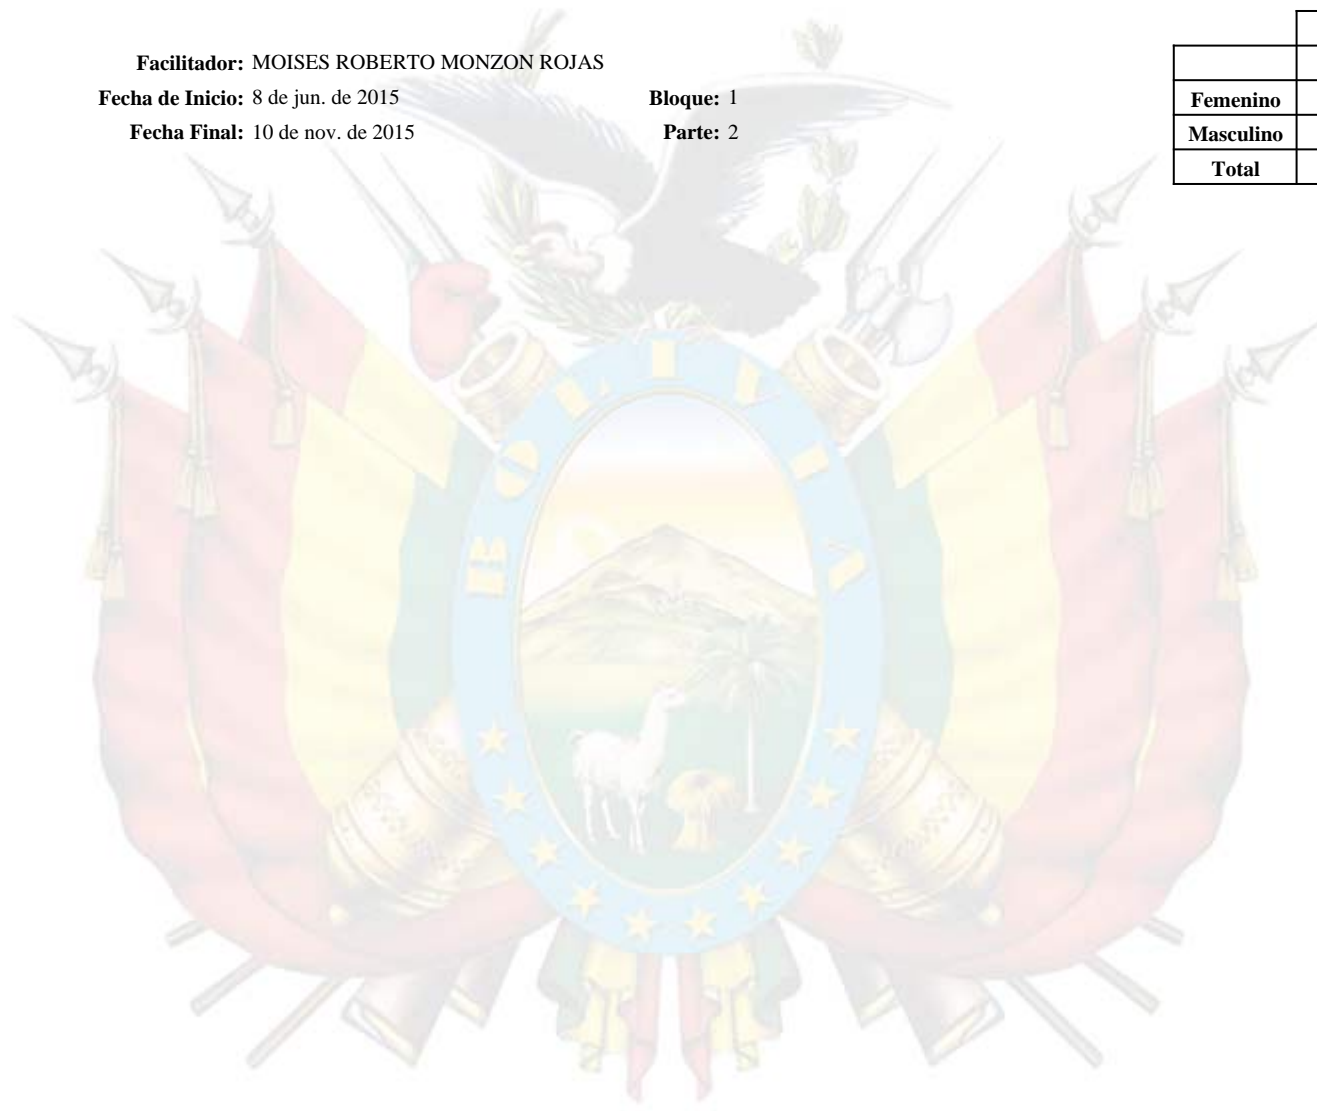 Facilitador: MOISES ROBERTO MONZON ROJAS
Fecha de Inicio: 8 de jun. de 2015 Bloque: 1
Fecha Final: 10 de nov. de 2015 Parte: 2
Femenino
Masculino
Total
BOLIVIA